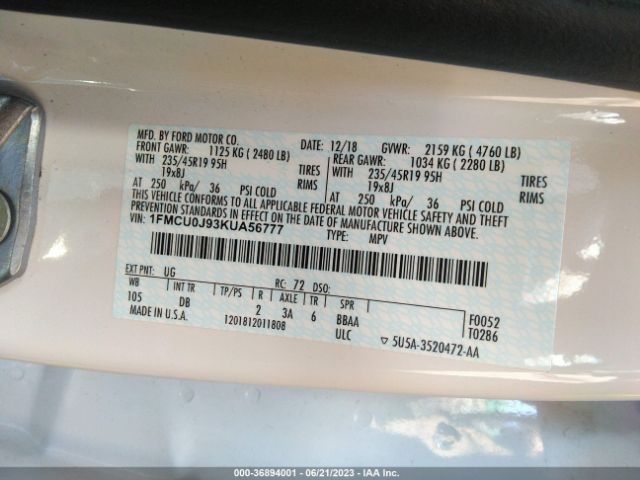 MFD. BY FORD MOTOR CO.
DATE: 12/18 GVWR: 2159 KG ( 4760 LB)
FRONT GAWR: 1125 KG ( 2480 LB) REAR GAWR: 1034 KG ( 2280 LB)
WITH 235/45R19 95H TIRES WITH 235/45R19 95H TIRES
19x8J RIMS 19x8J RIMS
AT 250 kPa/ 36 PSI COLD AT 250 kPa/ 36 PSI COLD
THIS VEHICLE CONFORMS TO ALL APPLICABLE FEDERAL MOTOR VEHICLE SAFETY AND THEFT
PREVENTION STANDARDS IN EFFECT ON THE DATE OF MANUFACTURE SHOWN ABOVE.
VIN: 1FMCU0J93KUA56777
TYPE: MPV
EXT PNT: UG RC: 72 DSO:
WB INT TR TP/PS R AXLE TR SPR
105 DB 2 3A 6 BBAA F0052
MADE IN U.S.A. 1201812011808 ULC T0286
▽ 5U5A-3520472-AA
000-36894001 - 06/21/2023 - IAA Inc.